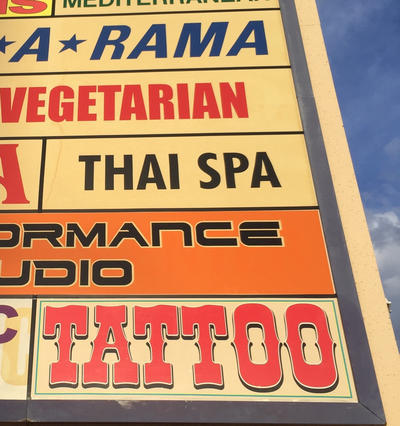 MEDITERRANEAN
★A★RAMA
VEGETARIAN
THAI SPA
ORMANCE
UDIO
C
TATTOO